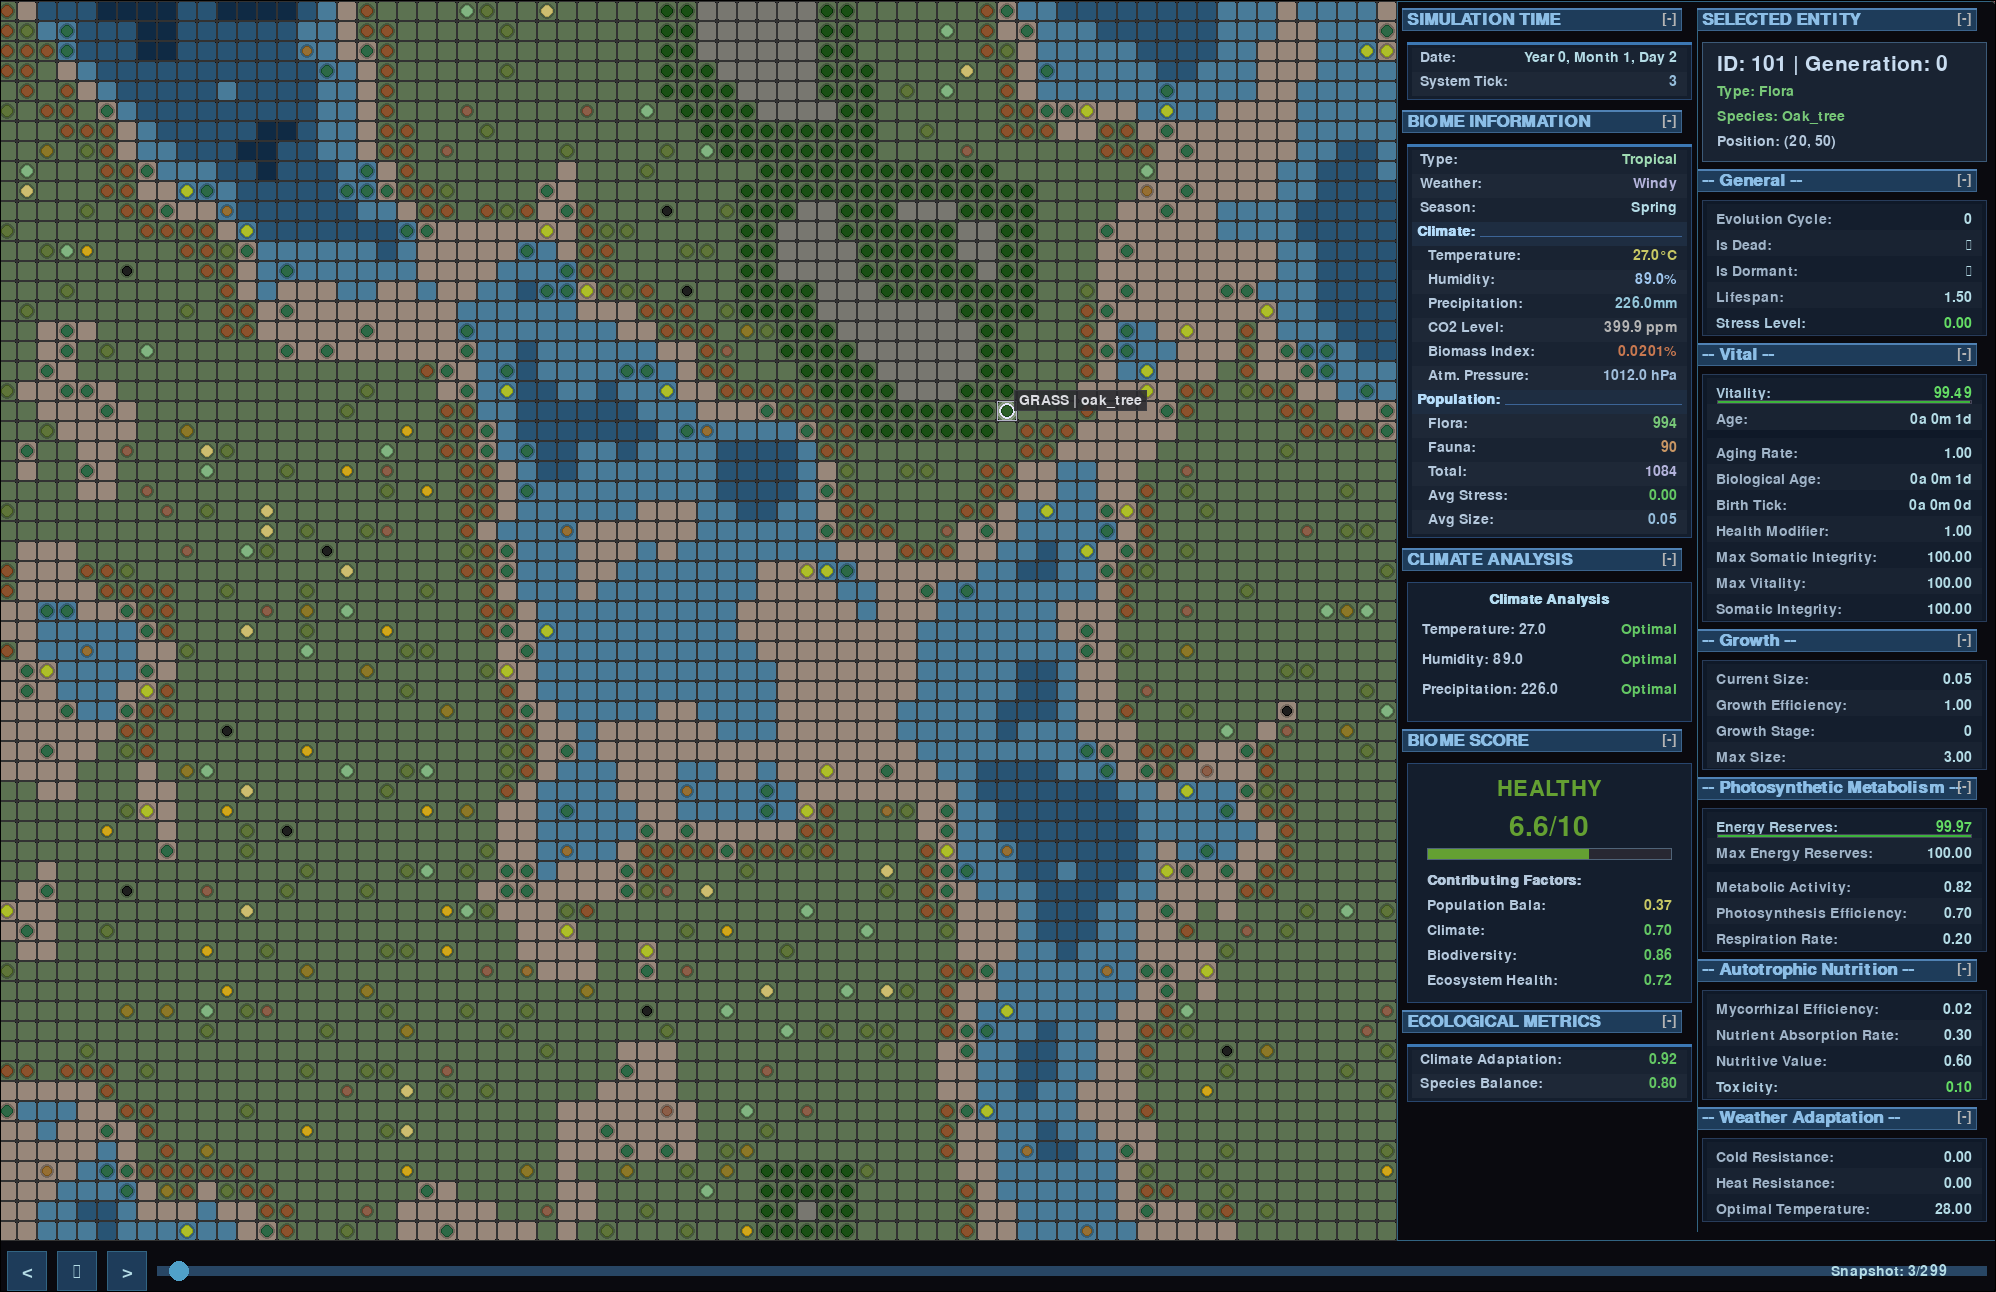 GRASS | oak_tree
SIMULATION TIME [-]
Date: Year 0, Month 1, Day 2
System Tick: 3
BIOME INFORMATION [-]
Type: Tropical
Weather: Windy
Season: Spring
Climate:
Temperature: 27.0°C
Humidity: 89.0%
Precipitation: 226.0mm
CO2 Level: 399.9 ppm
Biomass Index: 0.0201%
Atm. Pressure: 1012.0 hPa
Population:
Flora: 994
Fauna: 90
Total: 1084
Avg Stress: 0.00
Avg Size: 0.05
CLIMATE ANALYSIS [-]
Climate Analysis
Temperature: 27.0 Optimal
Humidity: 89.0 Optimal
Precipitation: 226.0 Optimal
BIOME SCORE [-]
HEALTHY
6.6/10
Contributing Factors:
Population Bala: 0.37
Climate: 0.70
Biodiversity: 0.86
Ecosystem Health: 0.72
ECOLOGICAL METRICS [-]
Climate Adaptation: 0.92
Species Balance: 0.80
SELECTED ENTITY [-]
ID: 101 | Generation: 0
Type: Flora
Species: Oak_tree
Position: (20, 50)
-- General -- [-]
Evolution Cycle: 0
Is Dead:
Is Dormant:
Lifespan: 1.50
Stress Level: 0.00
-- Vital -- [-]
Vitality: 99.49
Age: 0a 0m 1d
Aging Rate: 1.00
Biological Age: 0a 0m 1d
Birth Tick: 0a 0m 0d
Health Modifier: 1.00
Max Somatic Integrity: 100.00
Max Vitality: 100.00
Somatic Integrity: 100.00
-- Growth -- [-]
Current Size: 0.05
Growth Efficiency: 1.00
Growth Stage: 0
Max Size: 3.00
-- Photosynthetic Metabolism -- [-]
Energy Reserves: 99.97
Max Energy Reserves: 100.00
Metabolic Activity: 0.82
Photosynthesis Efficiency: 0.70
Respiration Rate: 0.20
-- Autotrophic Nutrition -- [-]
Mycorrhizal Efficiency: 0.02
Nutrient Absorption Rate: 0.30
Nutritive Value: 0.60
Toxicity: 0.10
-- Weather Adaptation -- [-]
Cold Resistance: 0.00
Heat Resistance: 0.00
Optimal Temperature: 28.00
< >
Snapshot: 3/299